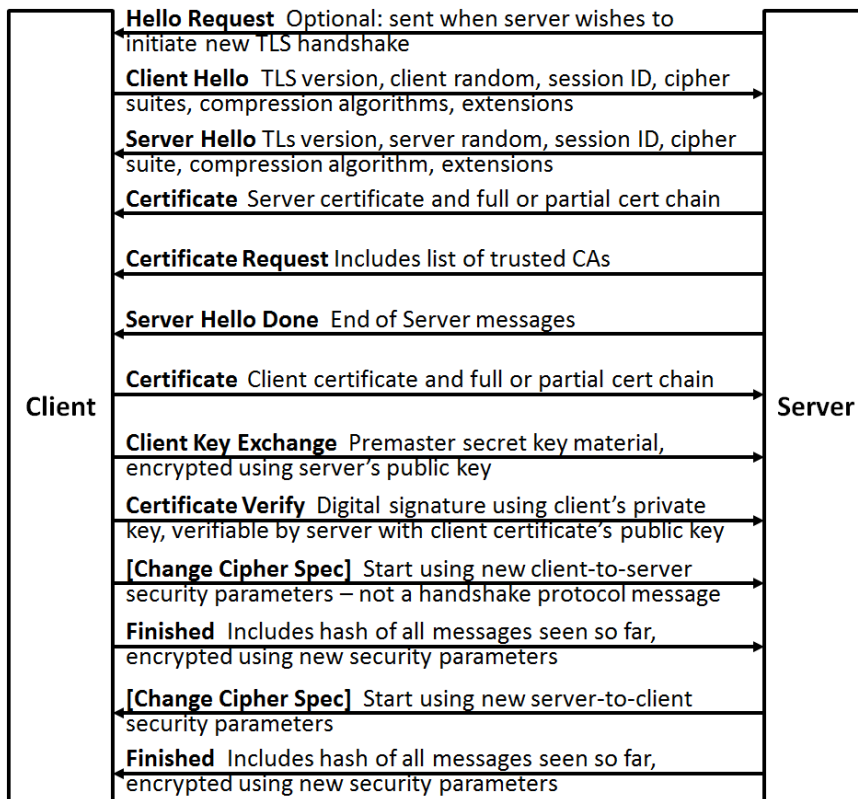 Hello Request Optional: sent when server wishes to
initiate new TLS handshake
Client Hello TLS version, client random, session ID, cipher
suites, compression algorithms, extensions
Server Hello TLs version, server random, session ID, cipher
suite, compression algorithm, extensions
Certificate Server certificate and full or partial cert chain
Certificate Request Includes list of trusted CAs
Server Hello Done End of Server messages
Certificate Client certificate and full or partial cert chain
Client
Server
Client Key Exchange Premaster secret key material,
encrypted using server's public key
Certificate Verify Digital signature using client's private
key, verifiable by server with client certificate's public key
[Change Cipher Spec] Start using new client-to-server
security parameters – not a handshake protocol message
Finished Includes hash of all messages seen so far,
encrypted using new security parameters
[Change Cipher Spec] Start using new server-to-client
security parameters
Finished Includes hash of all messages seen so far,
encrypted using new security parameters